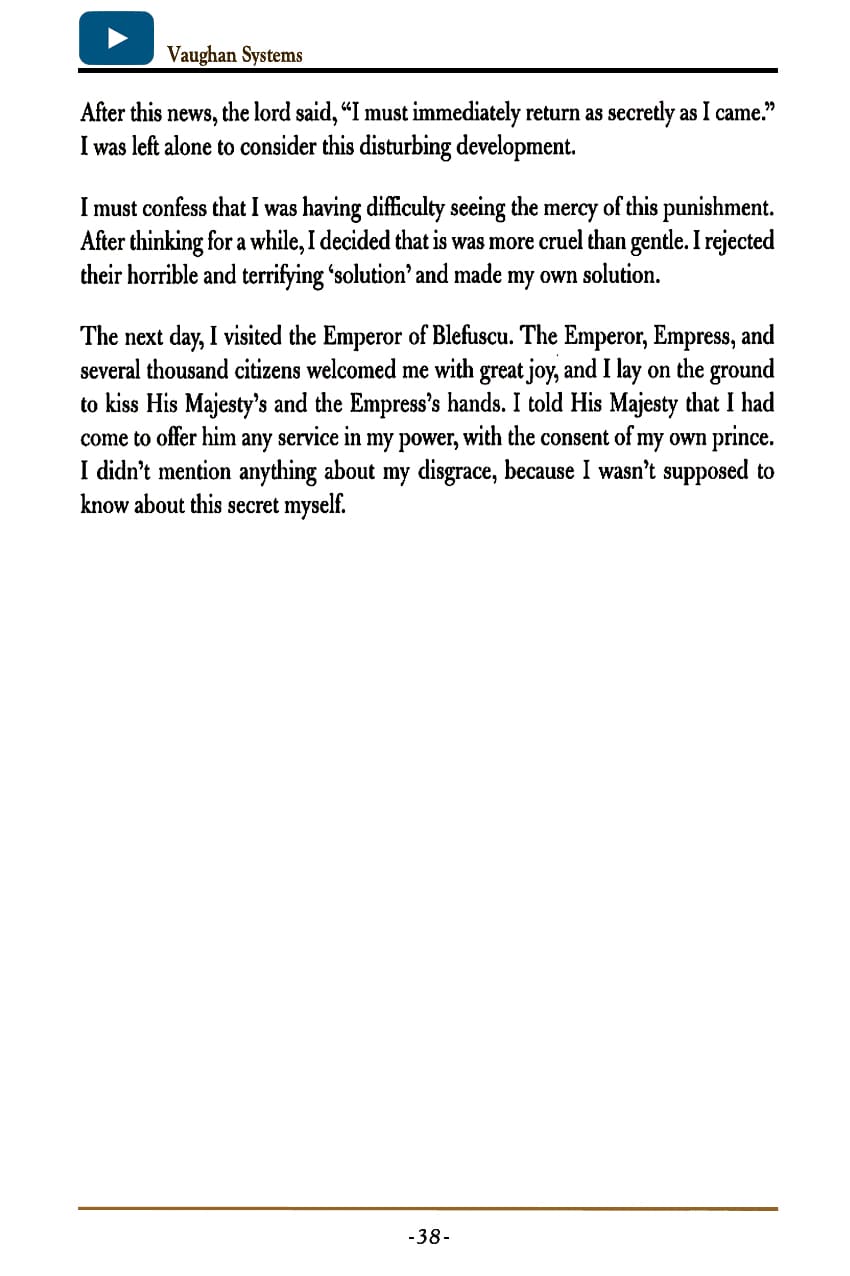 Vaughan Systems
After this news, the lord said, “I must immediately return as secretly as I came.”
I was left alone to consider this disturbing development.
I must confess that I was having difficulty seeing the mercy of this punishment.
After thinking for a while, I decided that is was more cruel than gentle. I rejected
their horrible and terrifying ‘solution’ and made my own solution.
The next day, I visited the Emperor of Blefuscu. The Emperor, Empress, and
several thousand citizens welcomed me with great joy, and I lay on the ground
to kiss His Majesty’s and the Empress’s hands. I told His Majesty that I had
come to offer him any service in my power, with the consent of my own prince.
I didn’t mention anything about my disgrace, because I wasn’t supposed to
know about this secret myself.
-38-